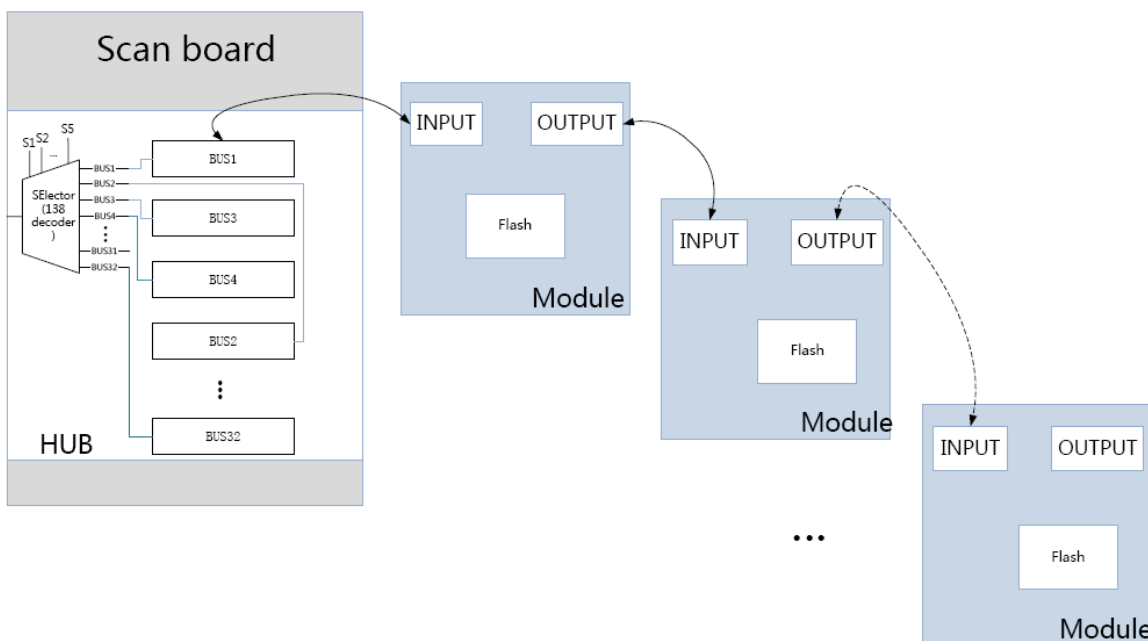 Scan board
S1
S2
...
S5
SElector
(138
decoder
)
BUS1
BUS2
BUS3
BUS4
BUS31
BUS32
BUS1
BUS3
BUS4
BUS2
BUS32
HUB
INPUT
OUTPUT
Flash
Module
INPUT
OUTPUT
Flash
Module
...
INPUT
OUTPUT
Flash
Module